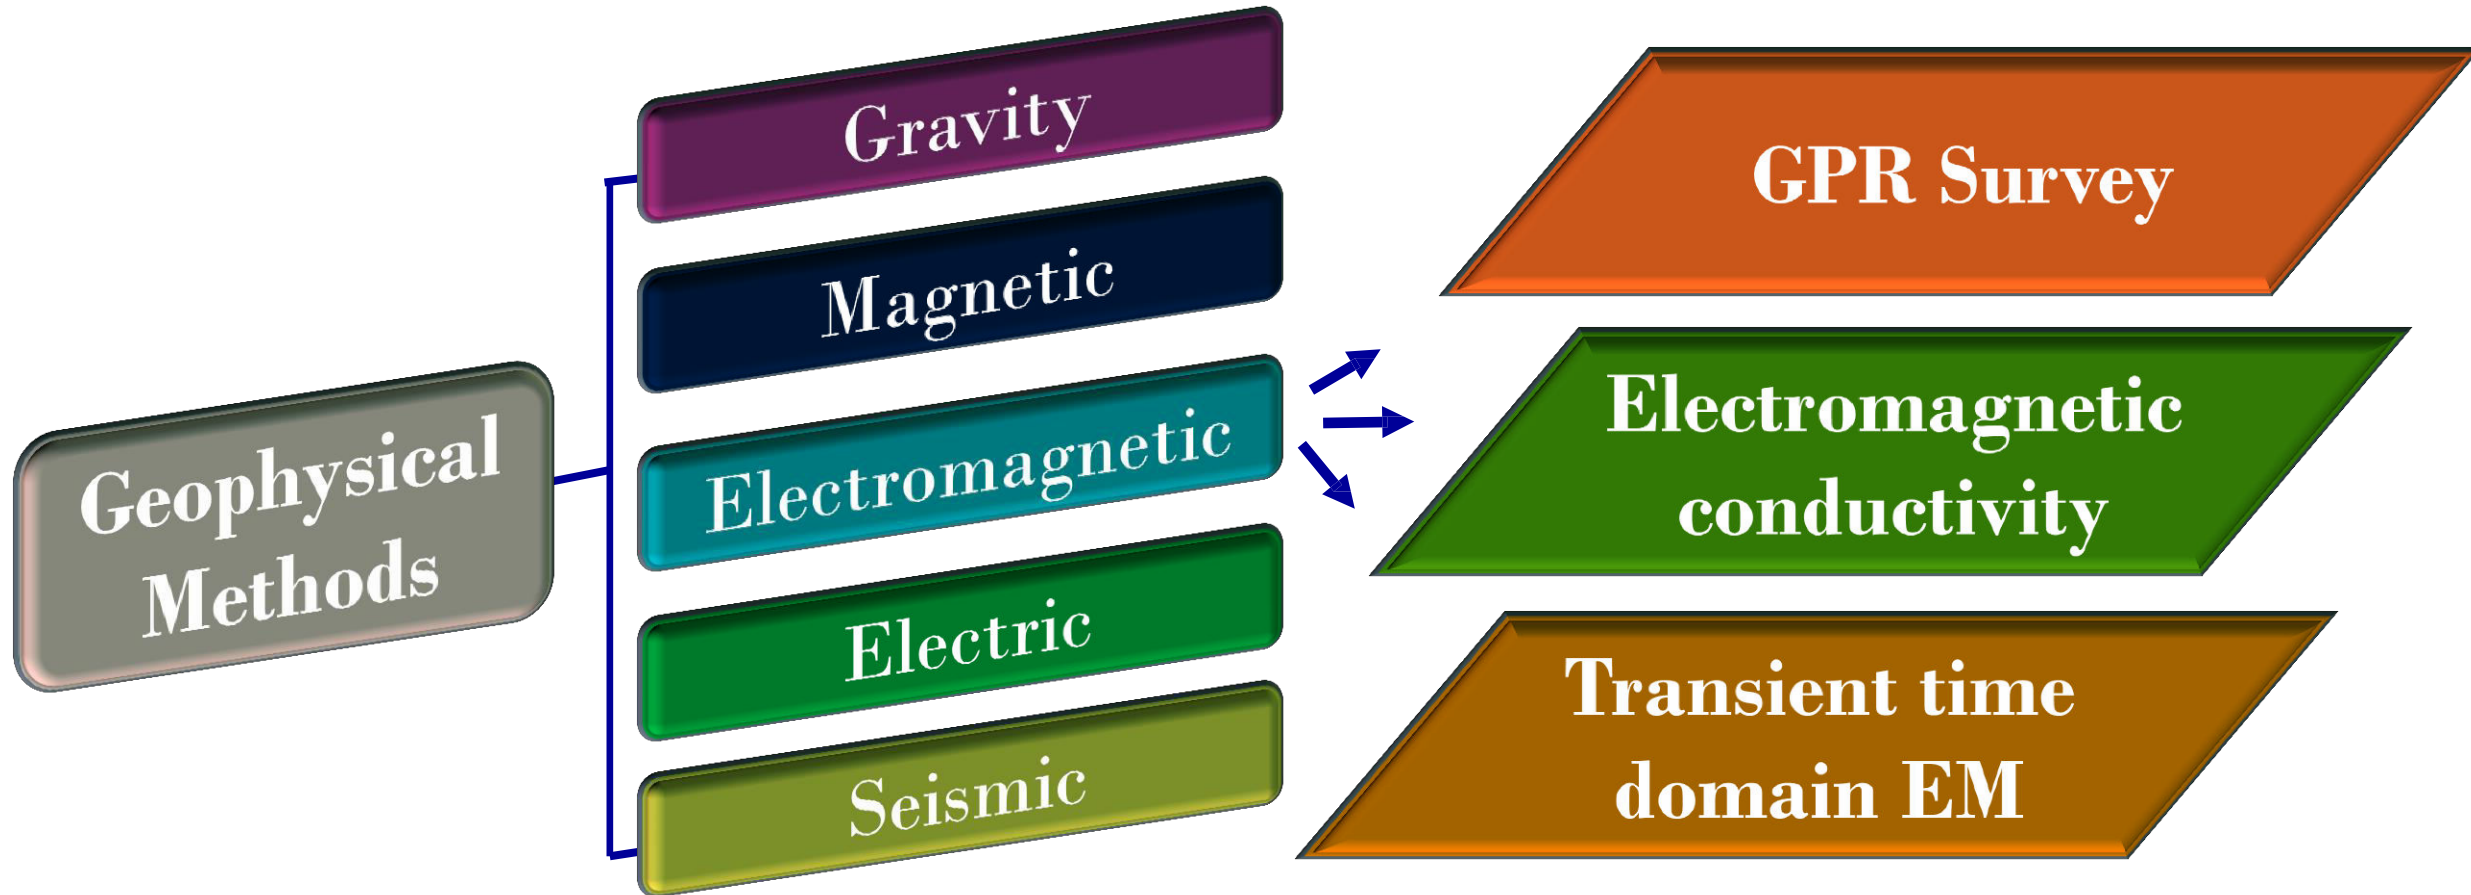 Geophysical
Methods
Gravity
Magnetic
Electromagnetic
Electric
Seismic
GPR Survey
Electromagnetic
conductivity
Transient time
domain EM